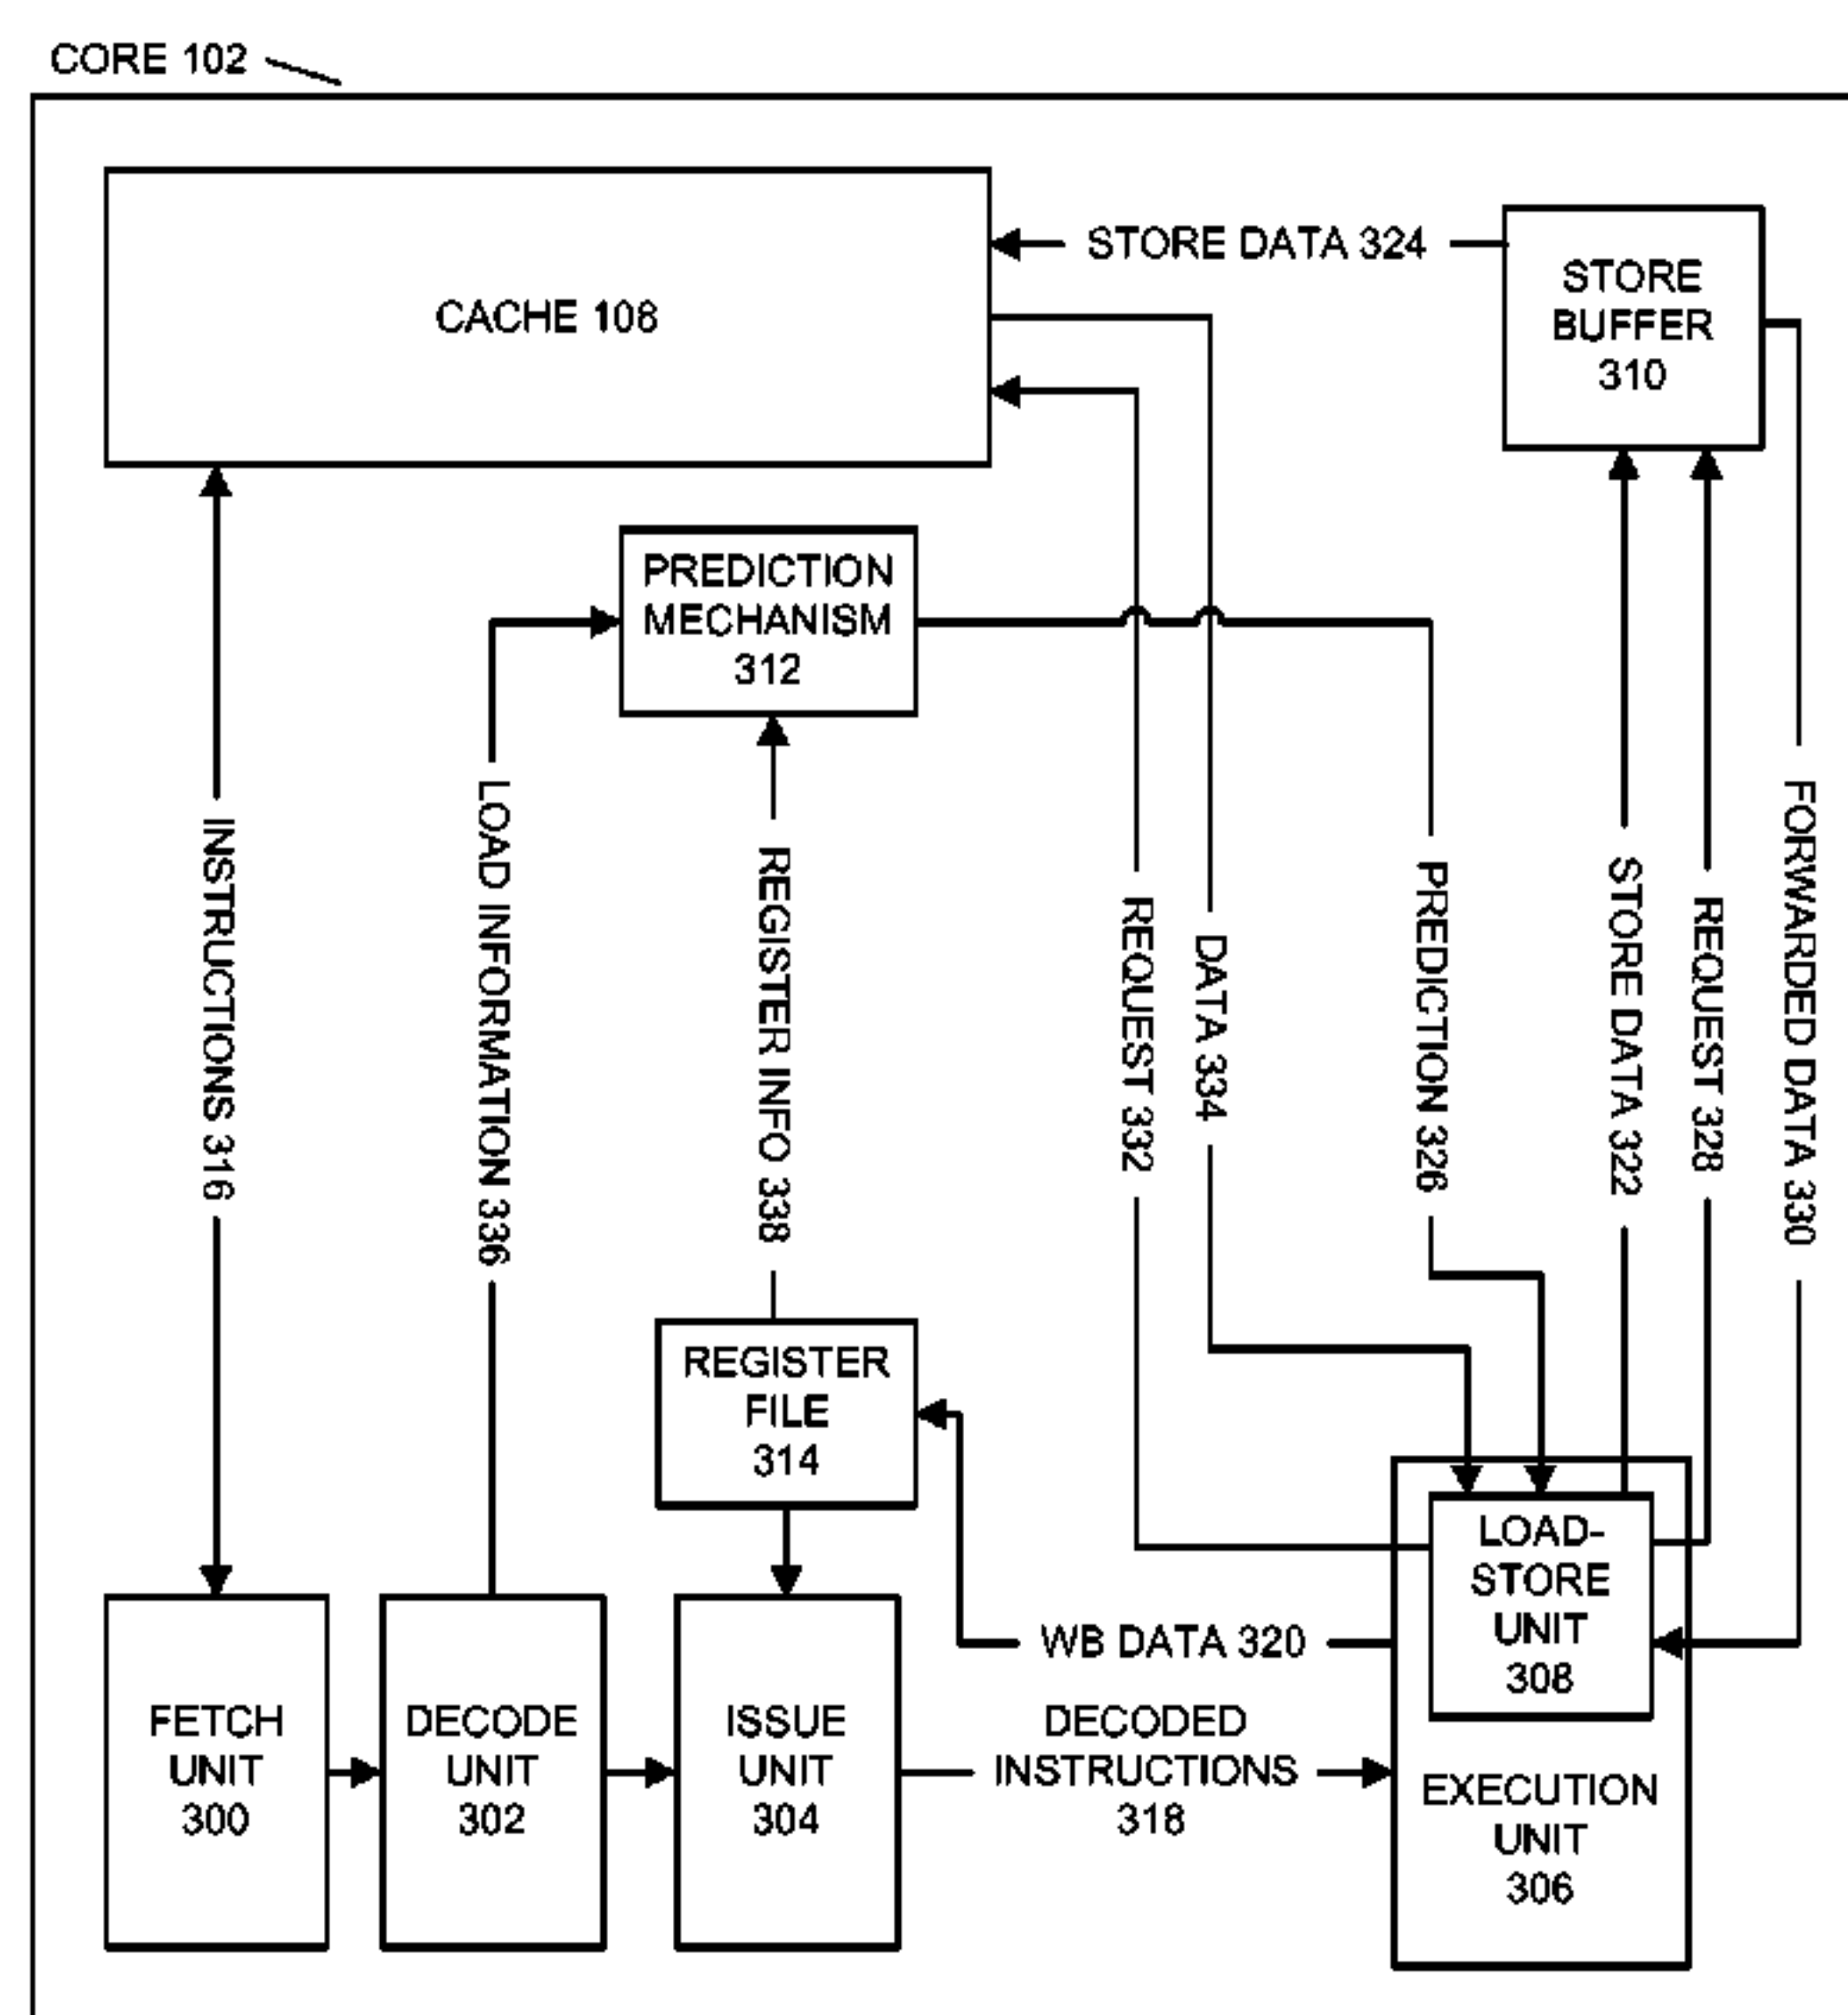 CORE 102
STORE DATA 324
STORE
BUFFER
310
CACHE 108
PREDICTION
MECHANISM
312
INSTRUCTIONS 316
LOAD INFORMATION 336
REGISTER INFO 338
REQUEST 332
DATA 334
PREDICTION 326
STORE DATA 322
REQUEST 328
FORWARDED DATA 330
REGISTER
FILE
314
LOAD-
STORE
UNIT
308
WB DATA 320
FETCH
UNIT
300
DECODE
UNIT
302
ISSUE
UNIT
304
DECODED
INSTRUCTIONS
318
EXECUTION
UNIT
306